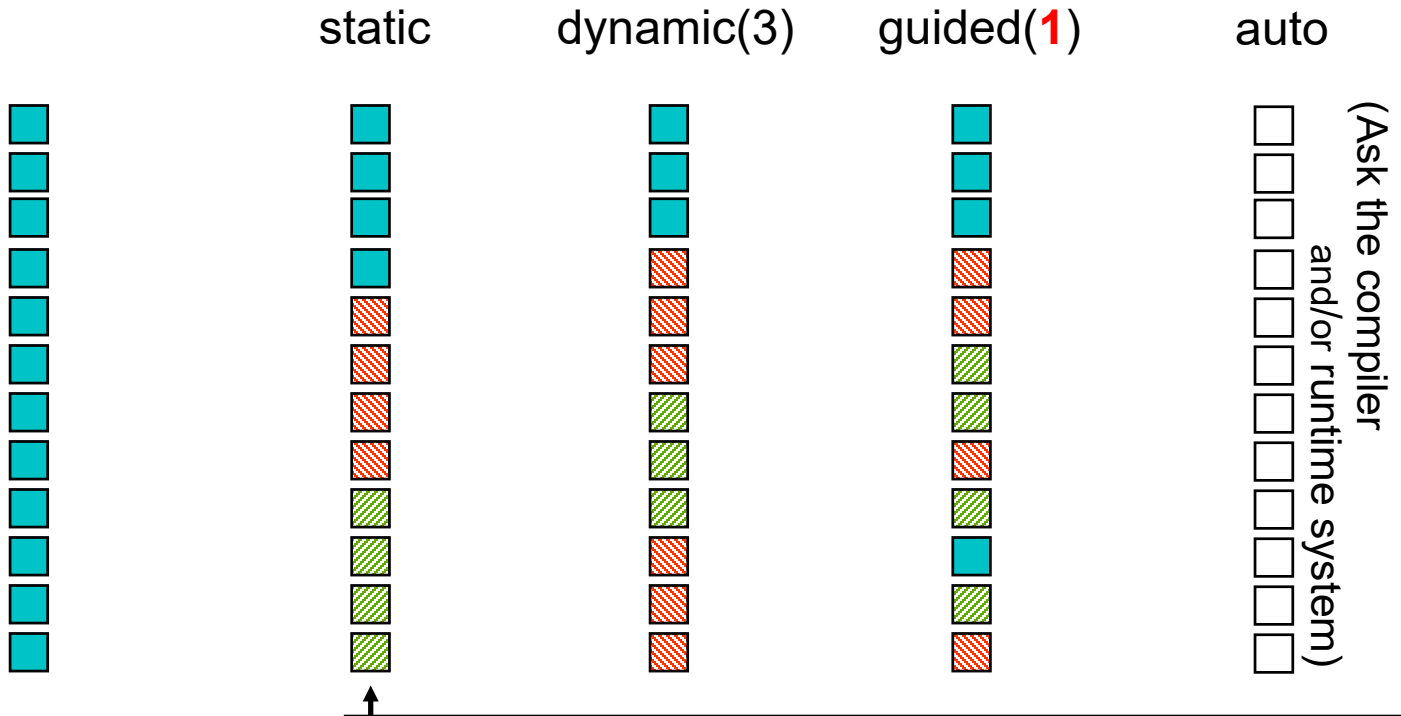 static
dynamic(3)
guided(1)
auto
(Ask the compiler
and/or runtime system)